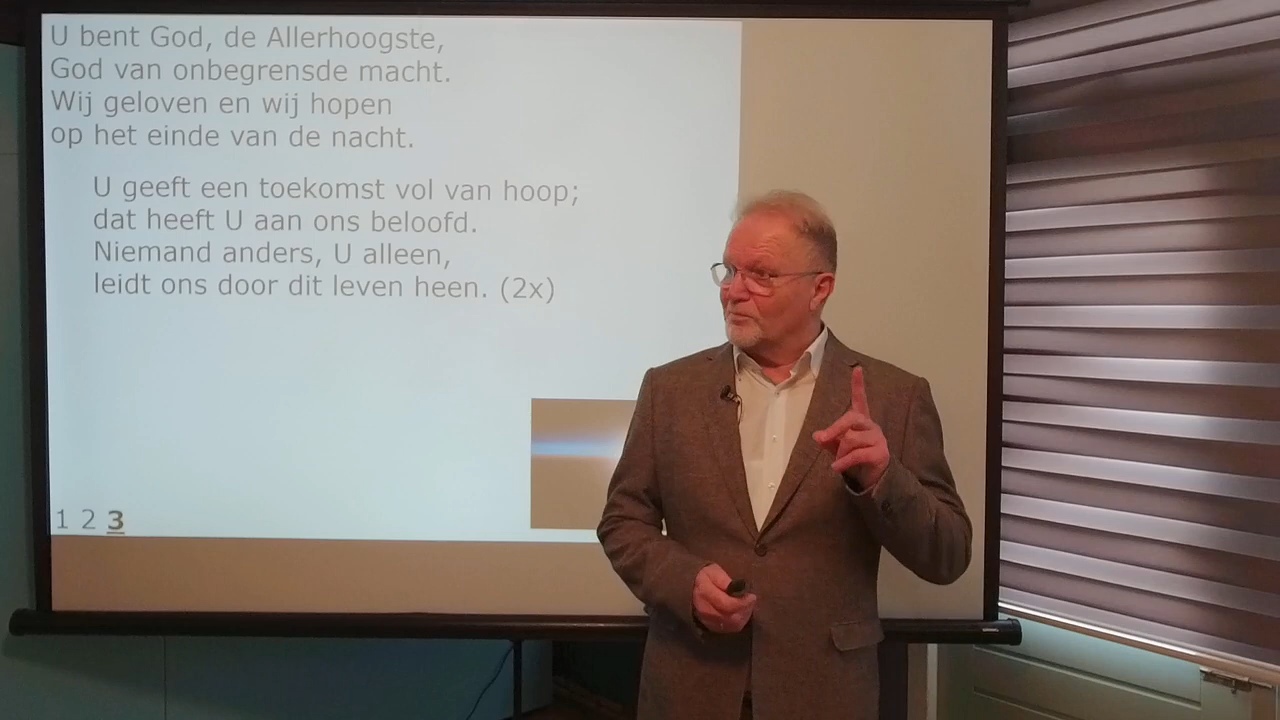 U bent God, de Allerhoogste,
God van onbegrensde macht.
Wij geloven en wij hopen
op het einde van de nacht.
U geeft een toekomst vol van hoop;
dat heeft U aan ons beloofd.
Niemand anders, U alleen,
leidt ons door dit leven heen. (2x)
1 2 3